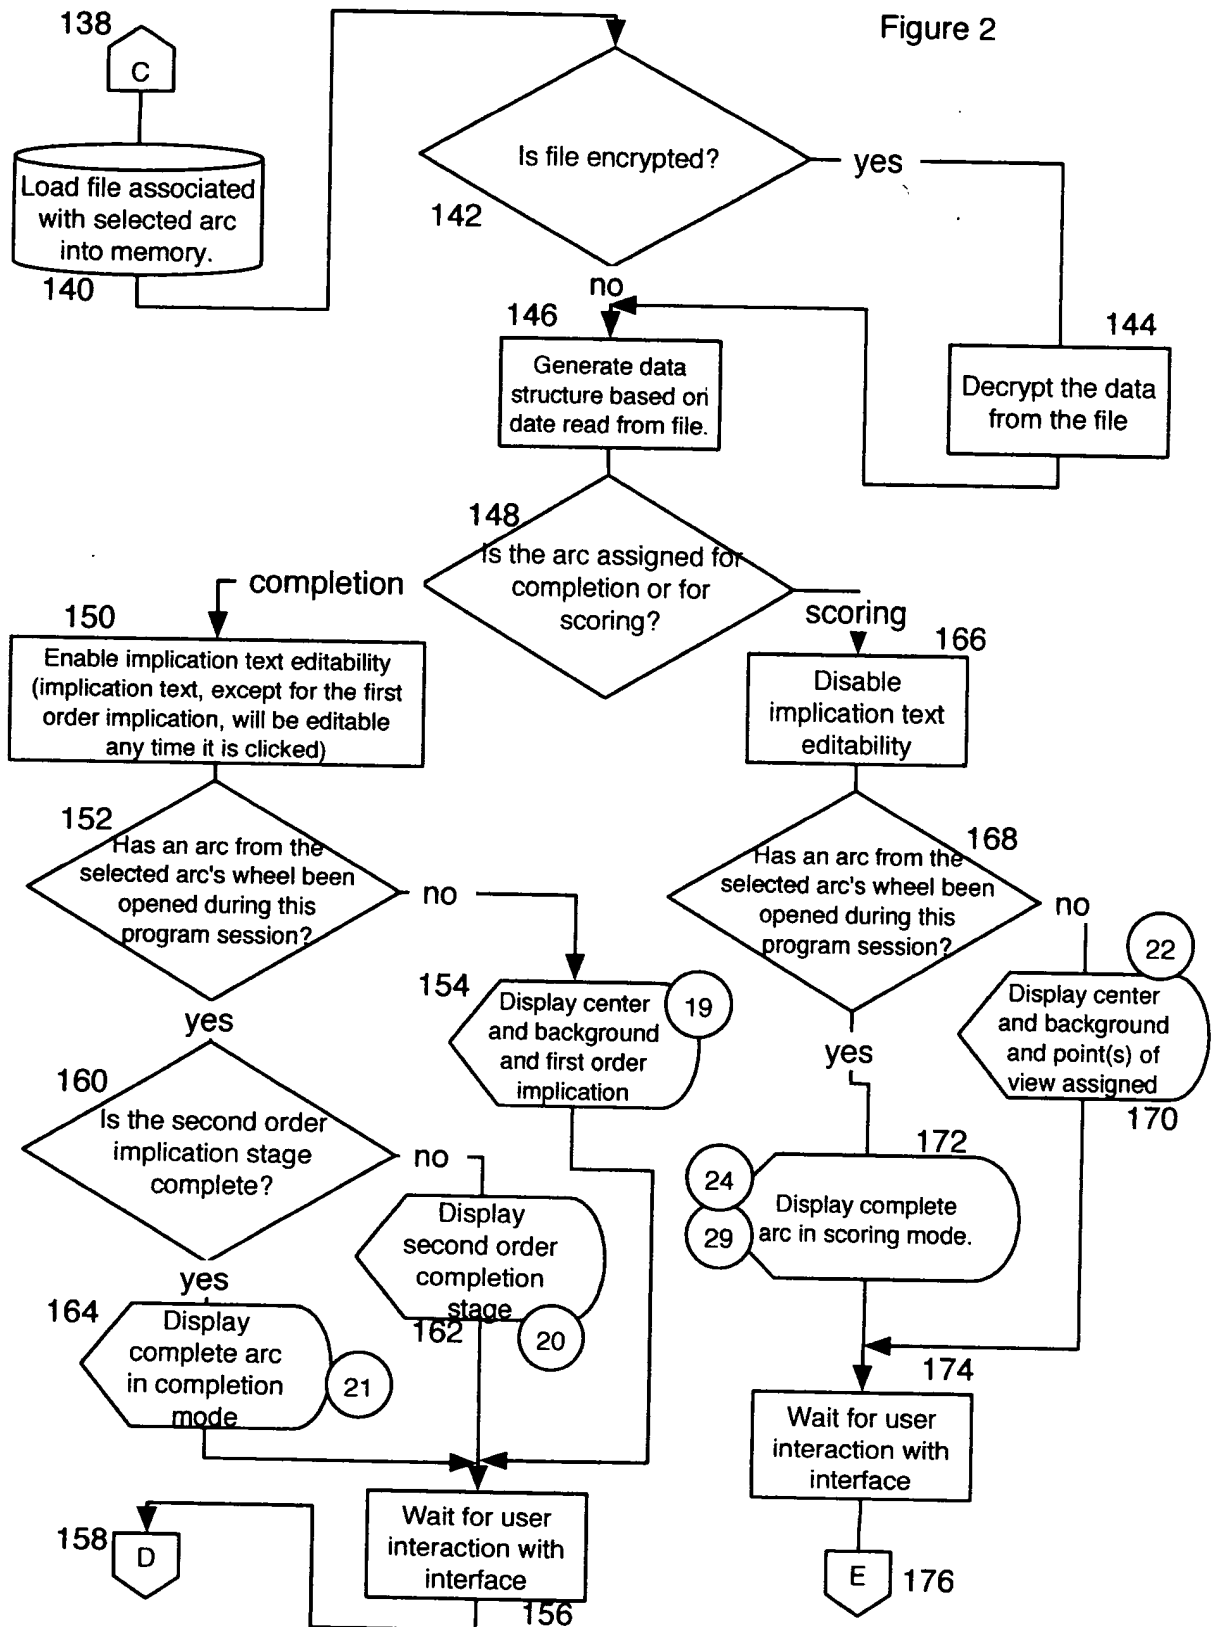 Figure 2
138
C
Load file associated
with selected arc
into memory.
140
Is file encrypted?
142
yes
no
144
Decrypt the data
from the file
146
Generate data
structure based on
date read from file.
148
Is the arc assigned for
completion or for
scoring?
completion
scoring
150
Enable implication text editability
(implication text, except for the first
order implication, will be editable
any time it is clicked)
166
Disable
implication text
editability
152
Has an arc from the
selected arc's wheel been
opened during this
program session?
no
yes
168
Has an arc from the
selected arc's wheel been
opened during this
program session?
no
yes
154
Display center
and background
and first order
implication
19
22
Display center
and background
and point(s) of
view assigned
170
160
Is the second order
implication stage
complete?
no
yes
172
24
29
Display complete
arc in scoring mode.
Display
second order
completion
stage
162
20
164
Display
complete arc
in completion
mode
21
174
Wait for user
interaction with
interface
Wait for user
interaction with
interface
156
158
D
E
176